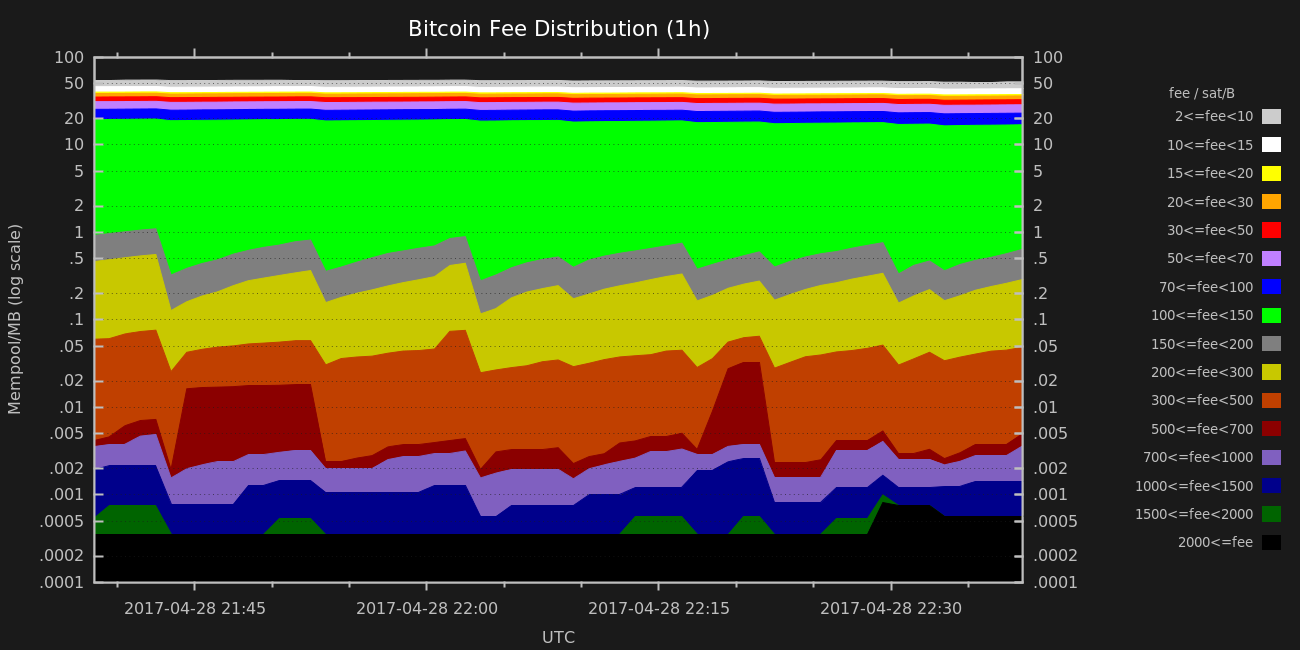 Bitcoin Fee Distribution (1h)
100 100
50 50
20 20
10 10
5 5
2 2
1 1
.5 .5
.2 .2
.1 .1
.05 .05
.02 .02
.01 .01
.005 .005
.002 .002
.001 .001
.0005 .0005
.0002 .0002
.0001 .0001
Mempool/MB (log scale)
2017-04-28 21:45 2017-04-28 22:00 2017-04-28 22:15 2017-04-28 22:30
UTC
fee / sat/B
2<=fee<10
10<=fee<15
15<=fee<20
20<=fee<30
30<=fee<50
50<=fee<70
70<=fee<100
100<=fee<150
150<=fee<200
200<=fee<300
300<=fee<500
500<=fee<700
700<=fee<1000
1000<=fee<1500
1500<=fee<2000
2000<=fee